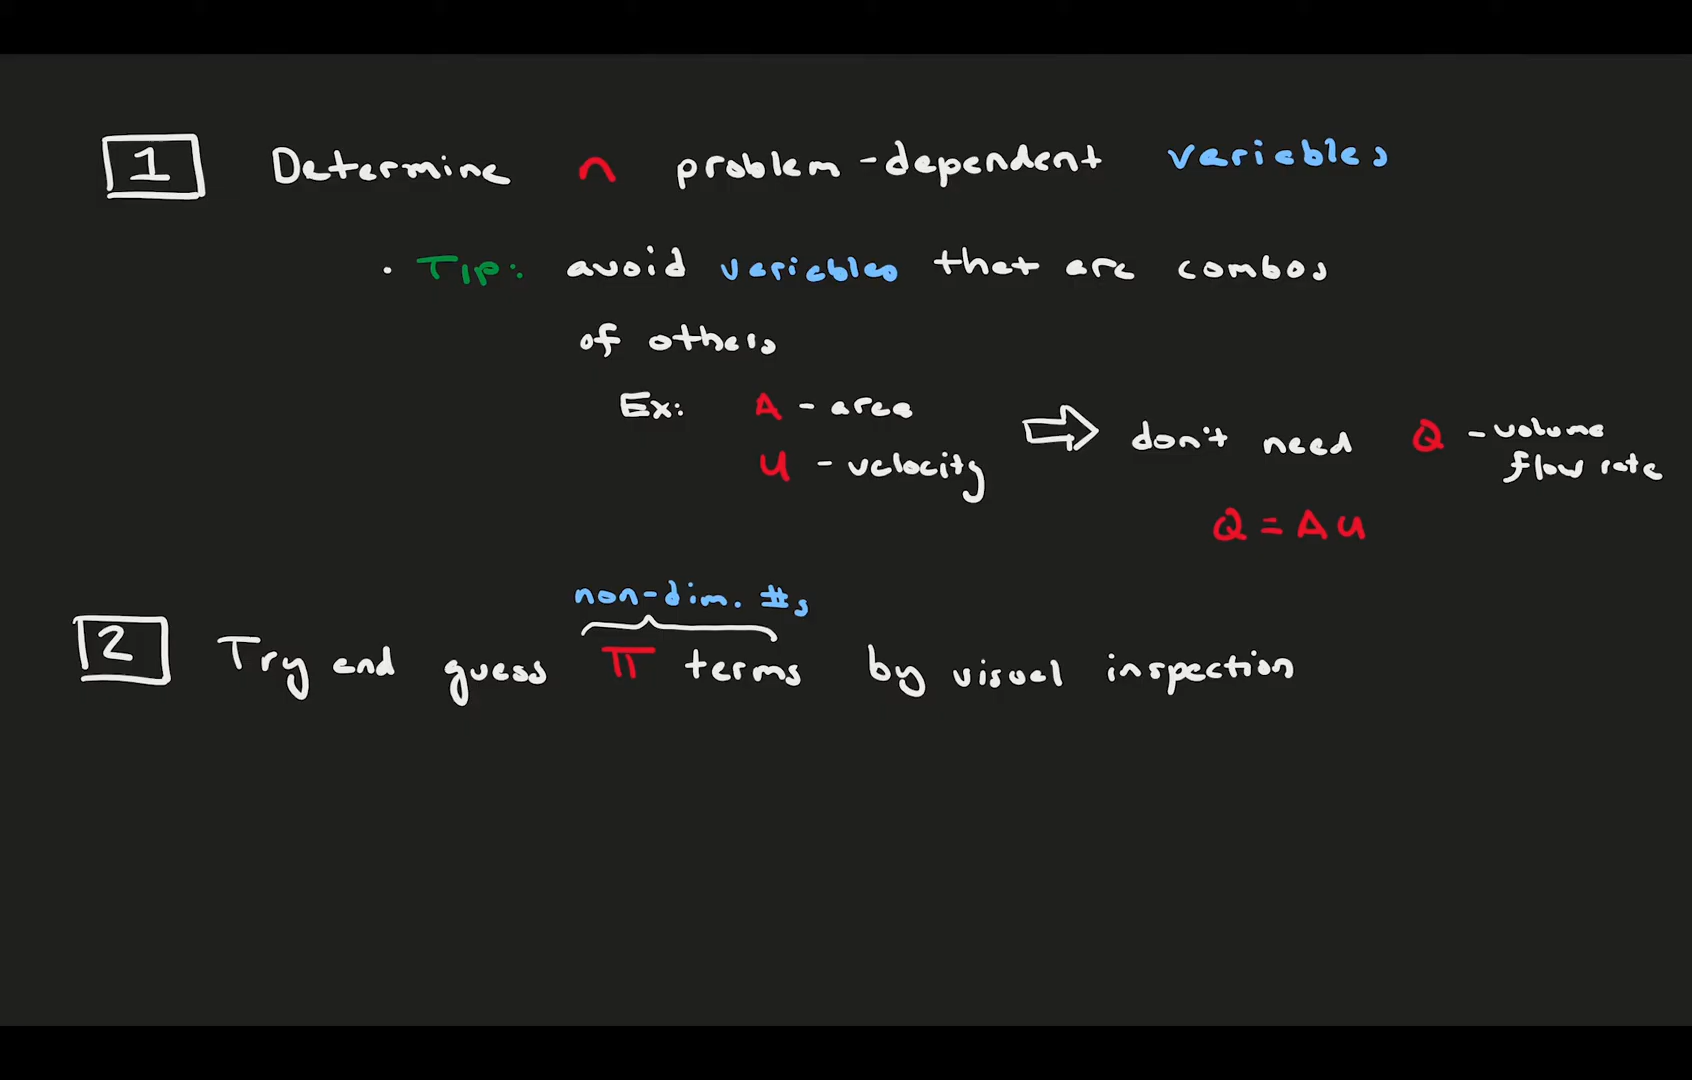 1 Determine n problem-dependent variables
• Tip: avoid variables that are combos
of others
Ex: A - area
U - velocity
⇨ don't need Q - volume
flow rate
Q = AU
non-dim. #s
2 Try and guess Π terms by visual inspection